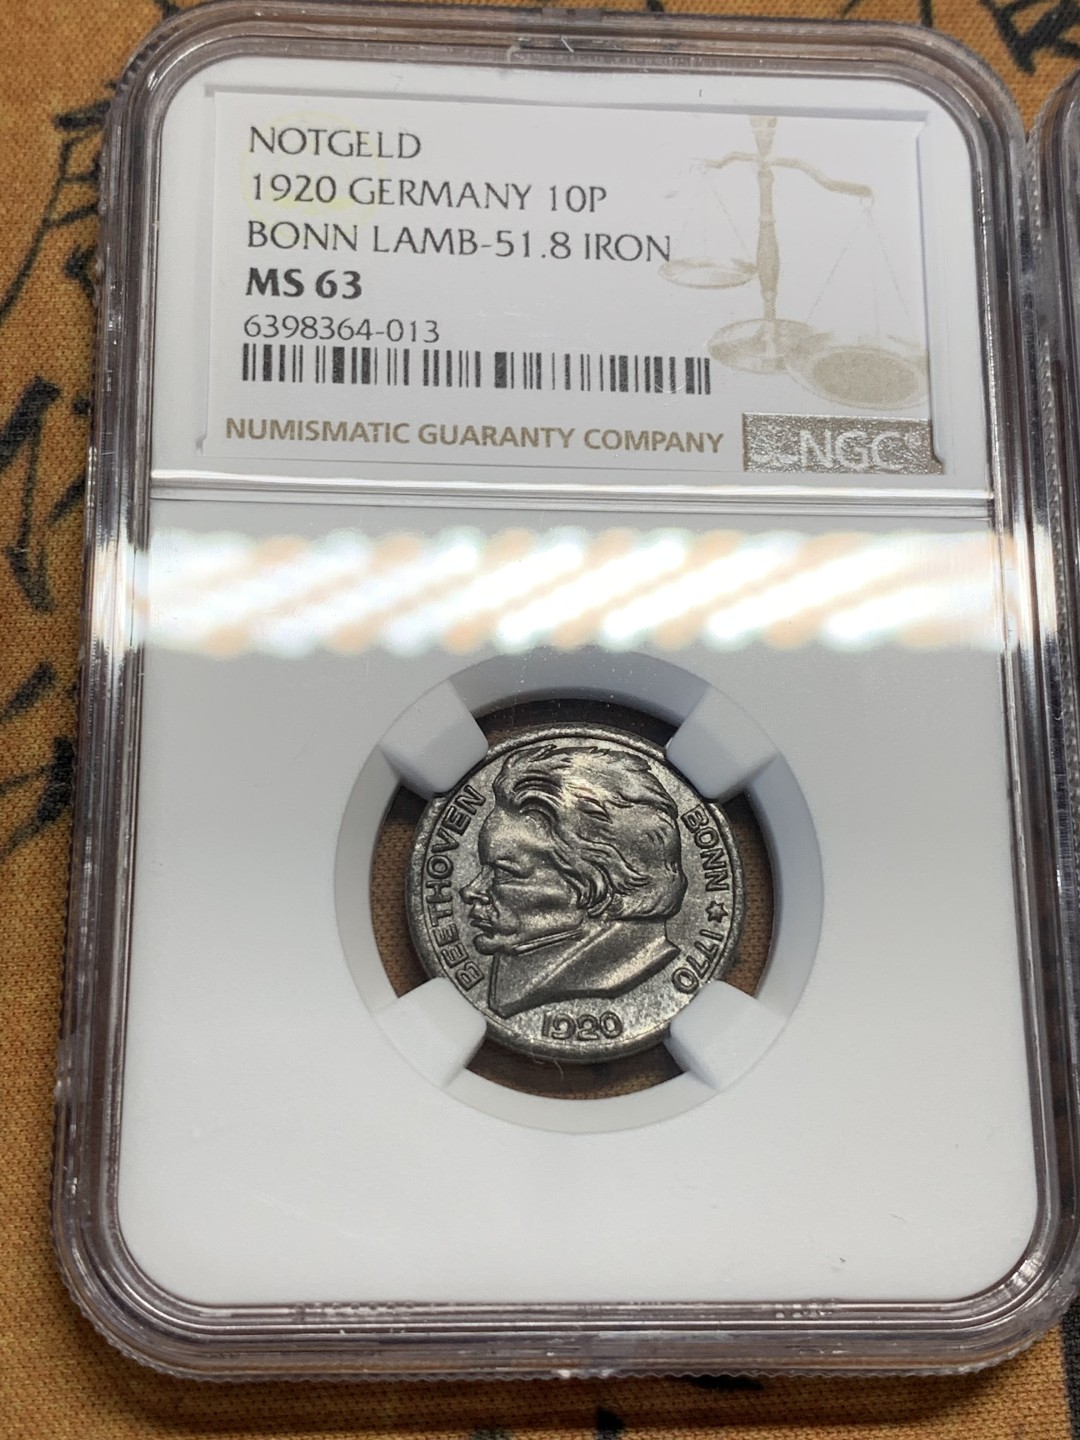 NOTGELD
1920 GERMANY 10P
BONN LAMB-51.8 IRON
MS 63
6398364-013
NUMISMATIC GUARANTY COMPANY
NGC
BEETHOVEN
BONN ★ 1770
1920